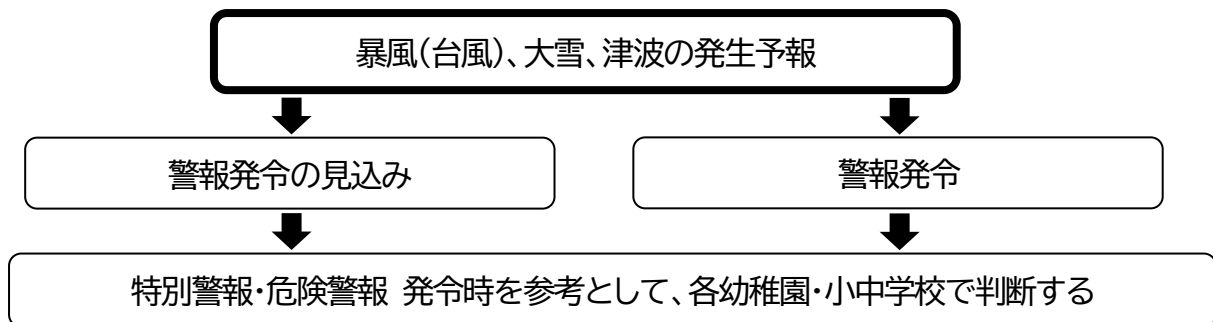 暴風（台風）、大雪、津波の発生予報
警報発令の見込み
警報発令
特別警報・危険警報 発令時を参考として、各幼稚園・小中学校で判断する